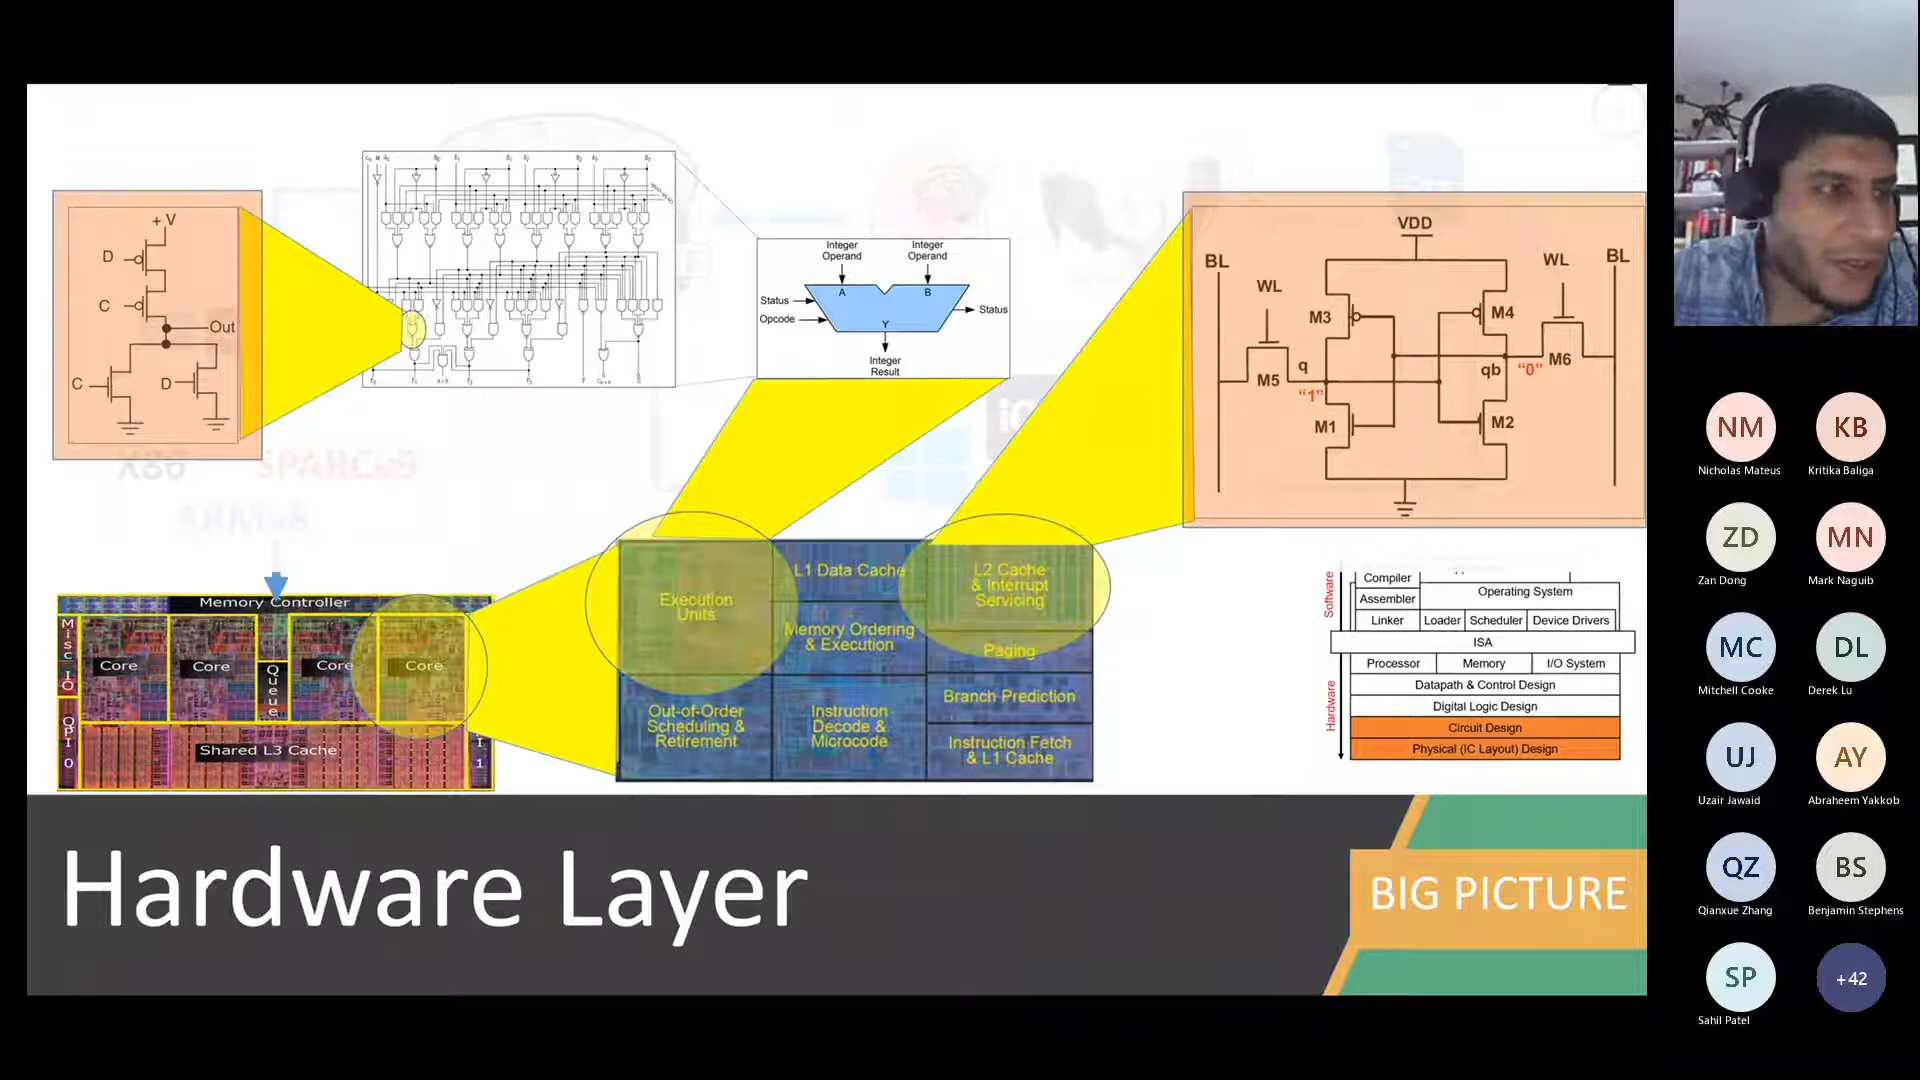 + V
D
C
Out
C
D
Integer
Operand
Integer
Operand
A
B
Status
Opcode
Status
Y
Integer
Result
VDD
BL
WL
WL
BL
M3
M4
q
M5
"1"
qb
"0"
M6
M1
M2
X86
SPARCv9
ARMv8
Memory Controller
Misc IO
QPI 0
Core
Core
Queue
Core
Core
Shared L3 Cache
I
1
Execution
Units
L1 Data Cache
L2 Cache
& Interrupt
Servicing
Memory Ordering
& Execution
Paging
Branch Prediction
Out-of-Order
Scheduling &
Retirement
Instruction
Decode &
Microcode
Instruction Fetch
& L1 Cache
Software
Hardware
Compiler
Assembler
Operating System
Linker
Loader
Scheduler
Device Drivers
ISA
Processor
Memory
I/O System
Datapath & Control Design
Digital Logic Design
Circuit Design
Physical (IC Layout) Design
Hardware Layer
BIG PICTURE
NM
Nicholas Mateus
KB
Kritika Baliga
ZD
Zan Dong
MN
Mark Naguib
MC
Mitchell Cooke
DL
Derek Lu
UJ
Uzair Jawaid
AY
Abraheem Yakkob
QZ
Qianxue Zhang
BS
Benjamin Stephens
SP
Sahil Patel
+42